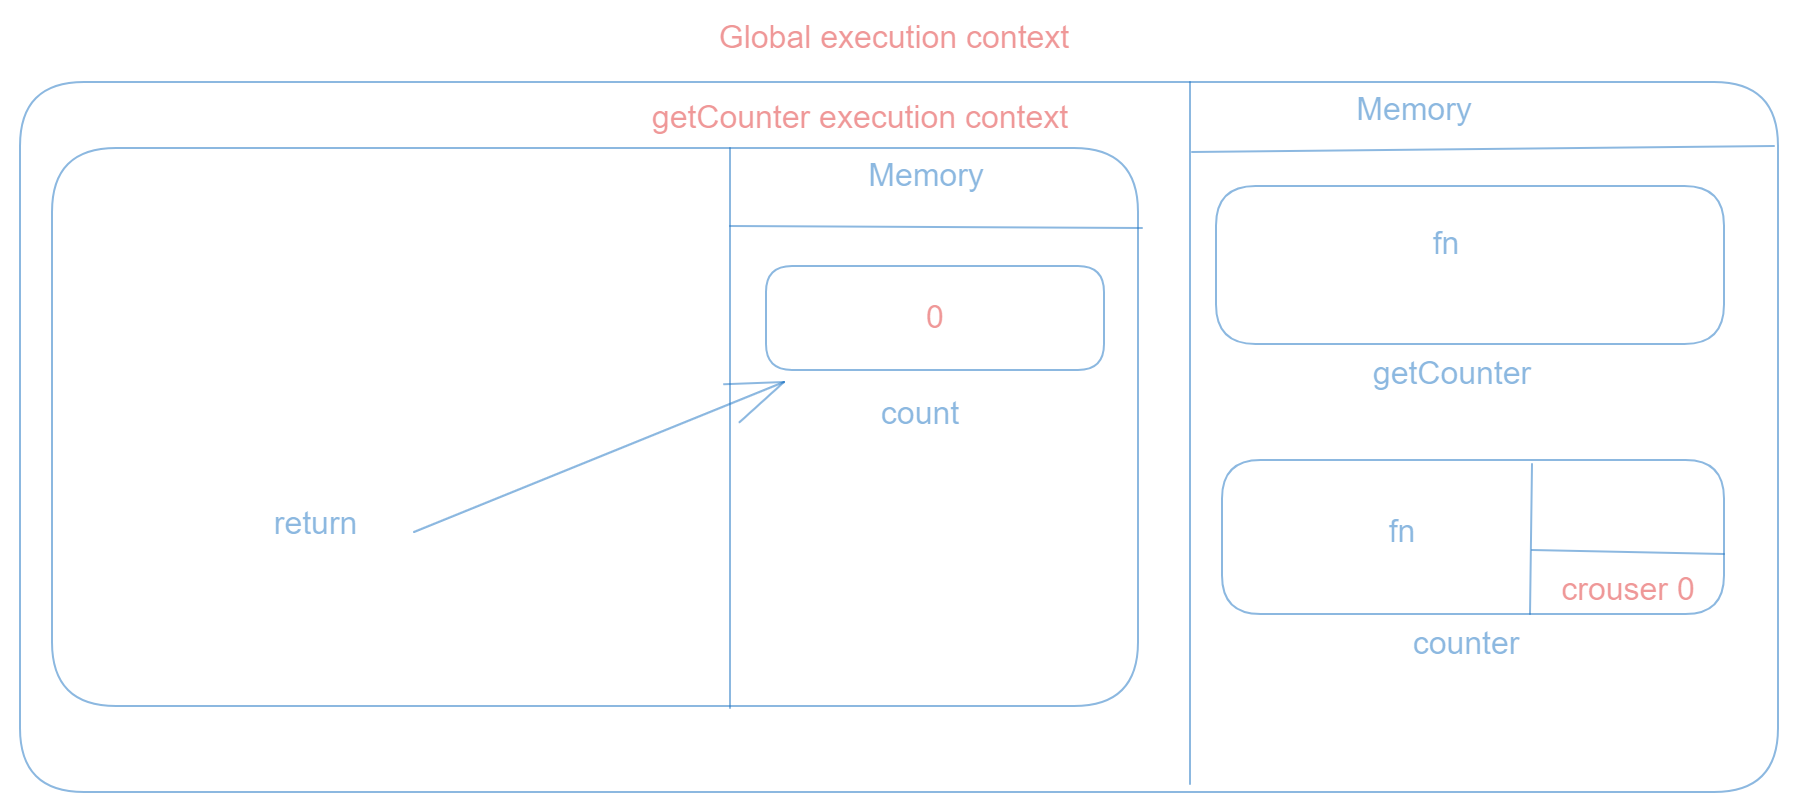 Global execution context
getCounter execution context
Memory
Memory
0
fn
count
getCounter
return
fn
crouser 0
counter